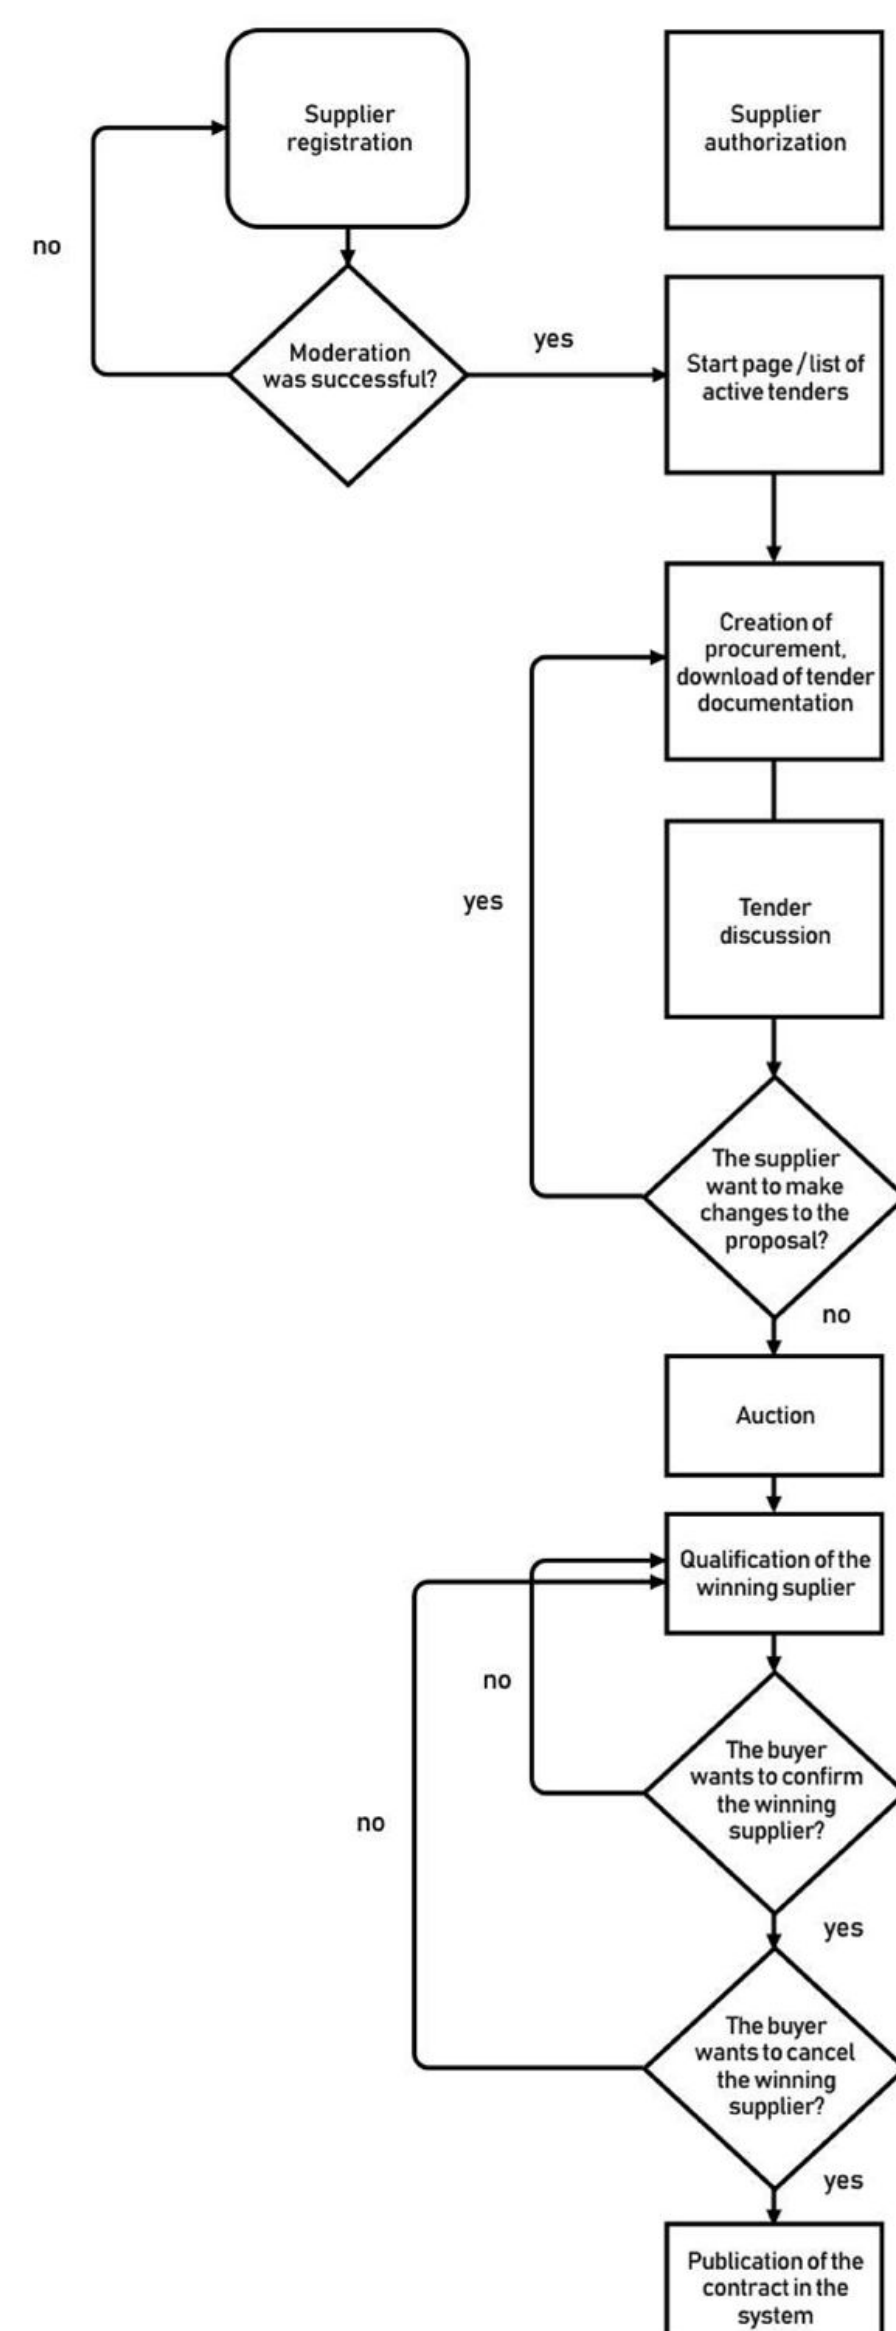 Supplier
registration
Supplier
authorization
no
Moderation
was successful?
yes
Start page / list of
active tenders
Creation of
procurement,
download of tender
documentation
yes
Tender
discussion
The supplier
want to make
changes to the
proposal?
no
Auction
Qualification of the
winning suplier
no
The buyer
wants to confirm
the winning
supplier?
no
yes
The buyer
wants to cancel
the winning
supplier?
yes
Publication of the
contract in the
system